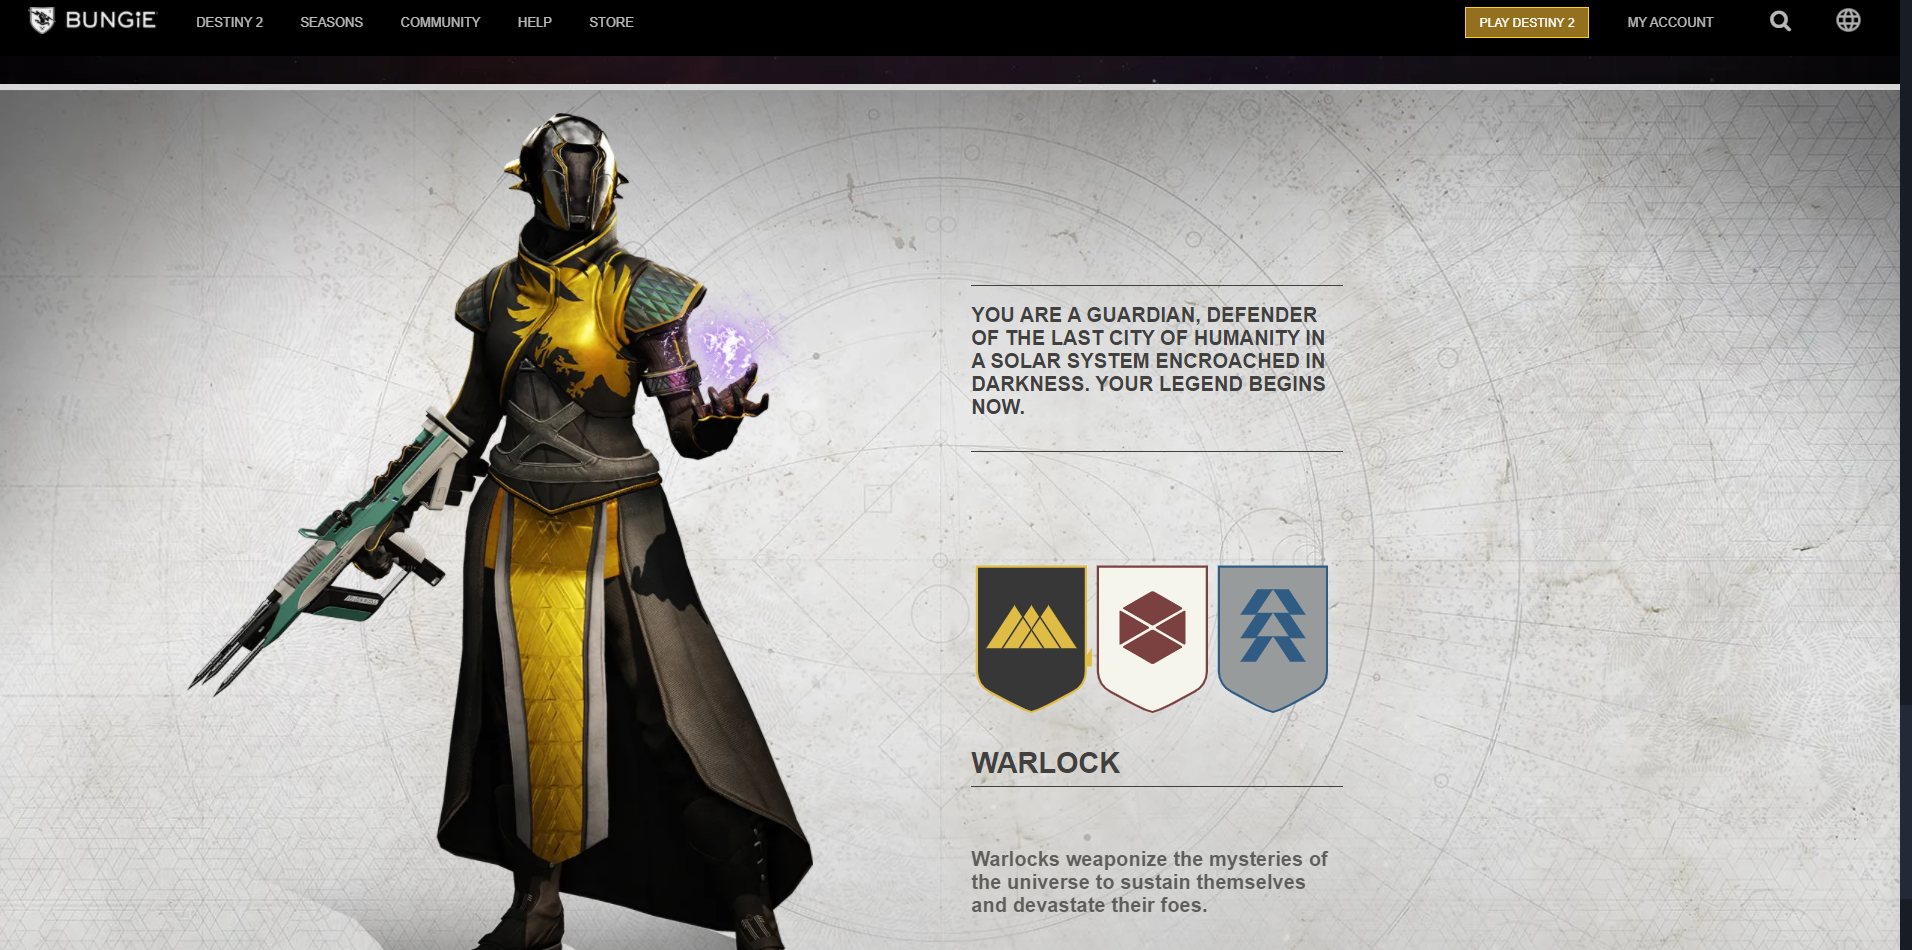 BUNGiE
DESTINY 2 SEASONS COMMUNITY HELP STORE PLAY DESTINY 2 MY ACCOUNT
YOU ARE A GUARDIAN, DEFENDER
OF THE LAST CITY OF HUMANITY IN
A SOLAR SYSTEM ENCROACHED IN
DARKNESS. YOUR LEGEND BEGINS
NOW.
WARLOCK
Warlocks weaponize the mysteries of
the universe to sustain themselves
and devastate their foes.